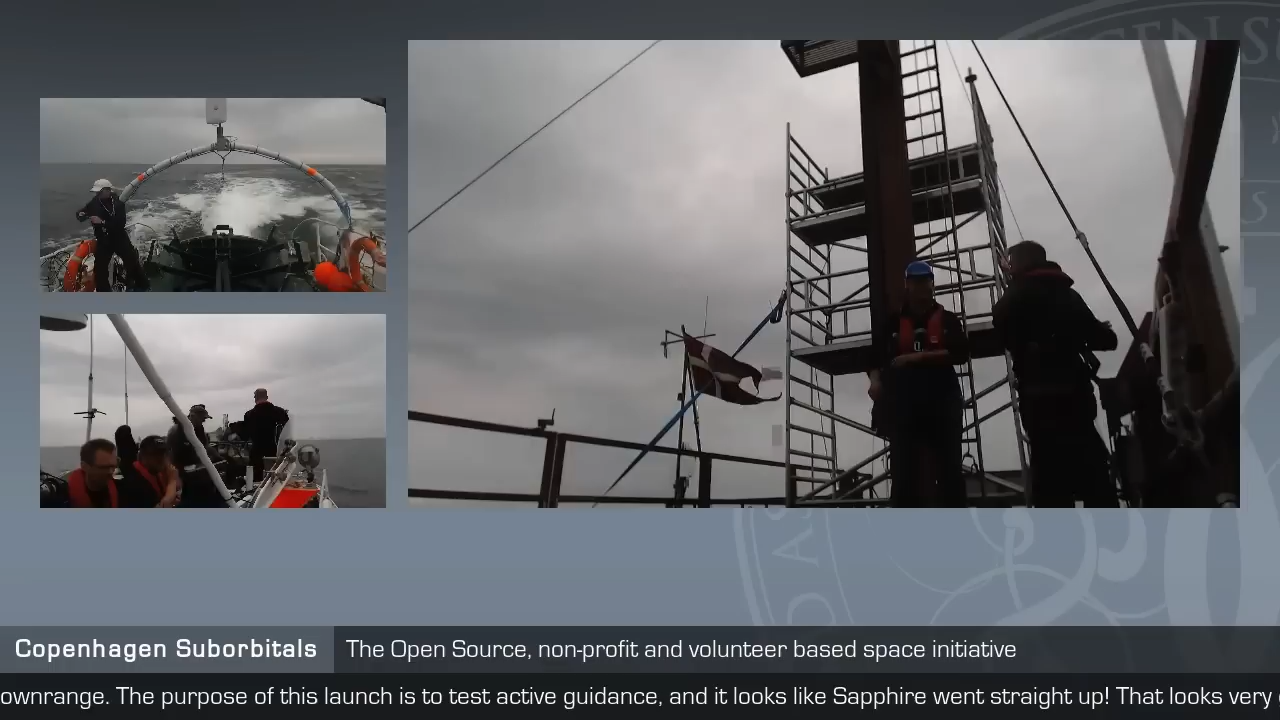 Copenhagen Suborbitals
The Open Source, non-profit and volunteer based space initiative
ownrange. The purpose of this launch is to test active guidance, and it looks like Sapphire went straight up! That looks very